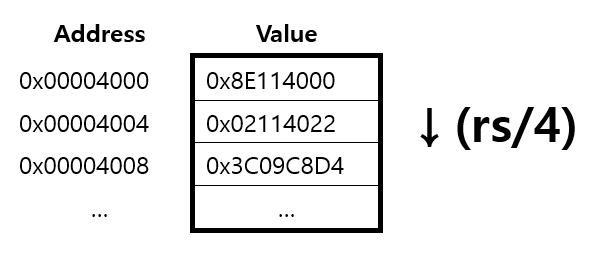 Address Value
0x00004000 0x8E114000
0x00004004 0x02114022
0x00004008 0x3C09C8D4
... ...
↓ (rs/4)